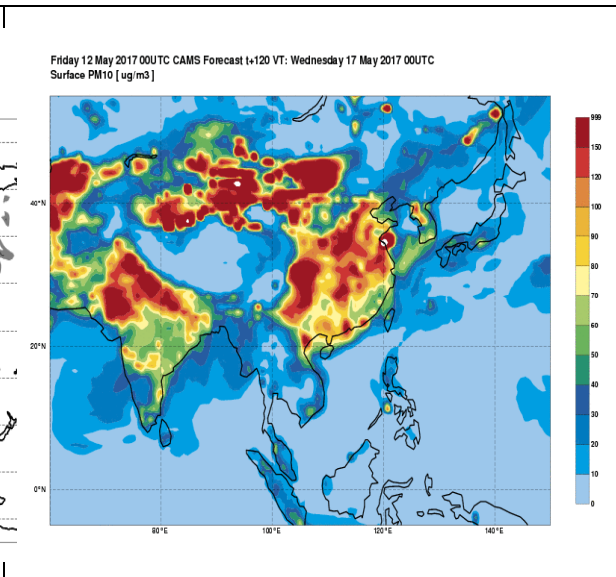 Friday 12 May 2017 00UTC CAMS Forecast t+120 VT: Wednesday 17 May 2017 00UTC
Surface PM10 [ ug/m3 ]
999
150
120
100
90
80
70
60
50
40
30
20
10
0
40°N
20°N
0°N
80°E
100°E
120°E
140°E